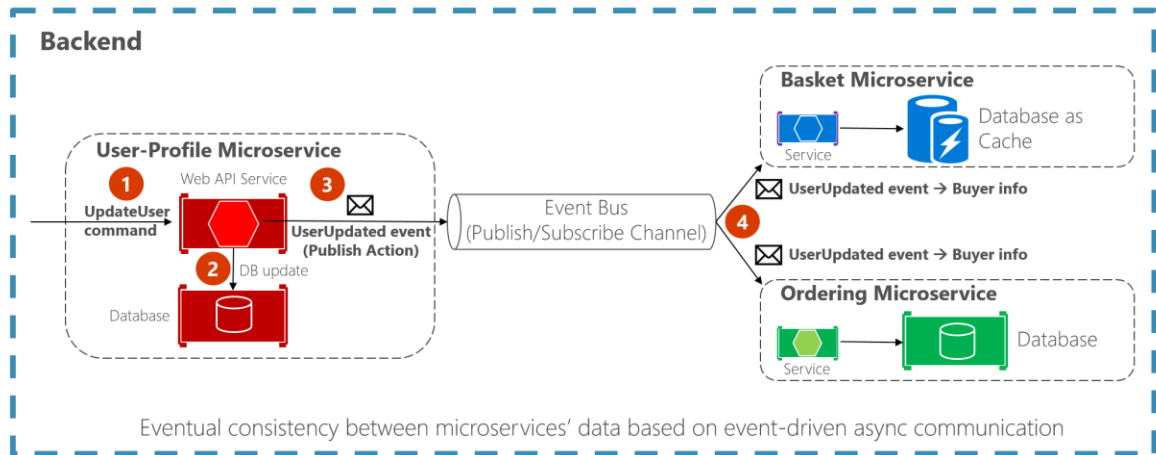 Backend
User-Profile Microservice
1
Web API Service
3
UpdateUser
command
UserUpdated event
(Publish Action)
2
DB update
Database
Event Bus
(Publish/Subscribe Channel)
4
Basket Microservice
Service
Database as
Cache
UserUpdated event → Buyer info
UserUpdated event → Buyer info
Ordering Microservice
Service
Database
Eventual consistency between microservices’ data based on event-driven async communication